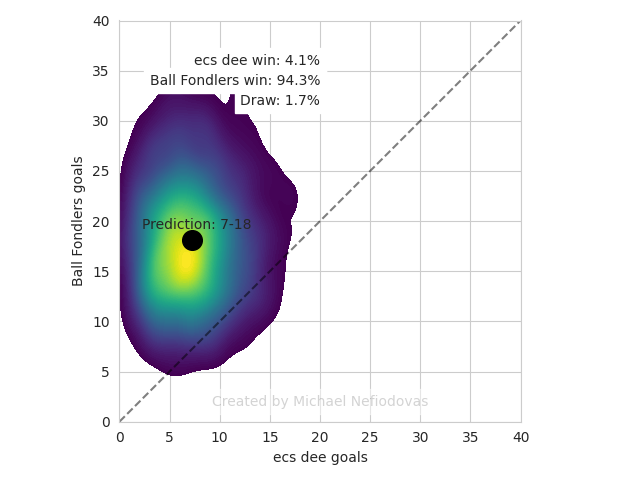 40
35
30
25
20
15
10
5
0
Ball Fondlers goals
ecs dee win: 4.1%
Ball Fondlers win: 94.3%
Draw: 1.7%
Prediction: 7-18
Created by Michael Nefiodovas
0 5 10 15 20 25 30 35 40
ecs dee goals